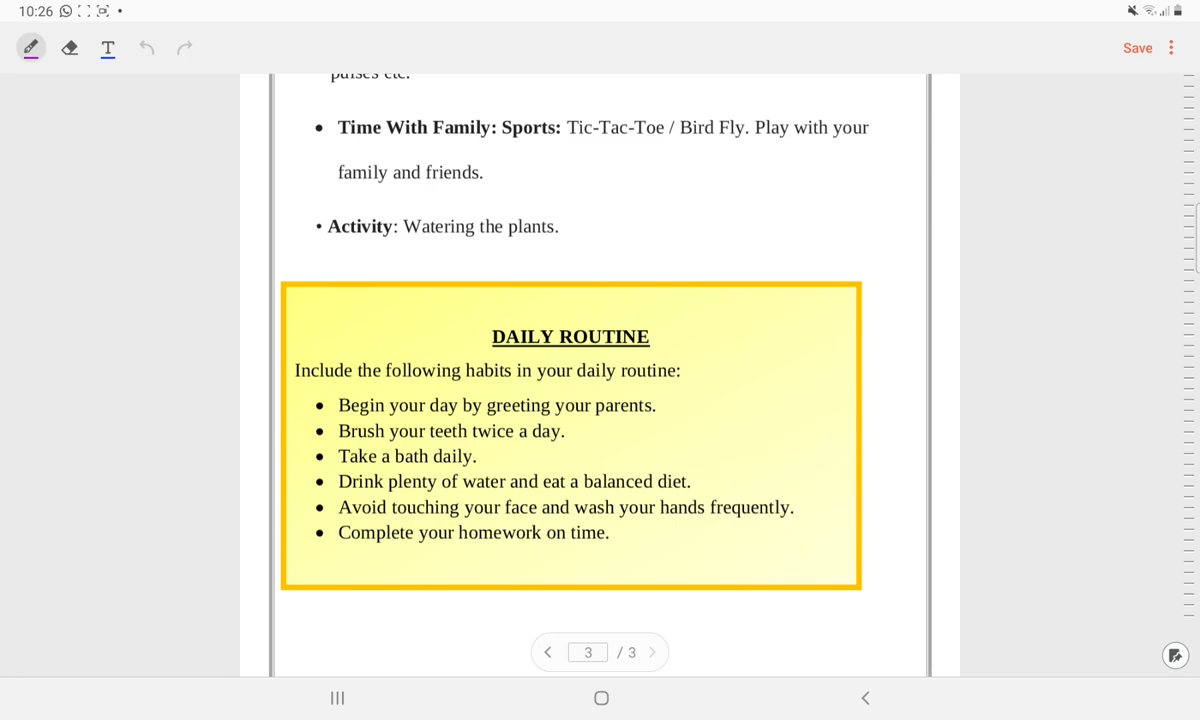 10:26
T
Save
pulses etc.
• Time With Family: Sports: Tic-Tac-Toe / Bird Fly. Play with your
family and friends.
• Activity: Watering the plants.
DAILY ROUTINE
Include the following habits in your daily routine:
• Begin your day by greeting your parents.
• Brush your teeth twice a day.
• Take a bath daily.
• Drink plenty of water and eat a balanced diet.
• Avoid touching your face and wash your hands frequently.
• Complete your homework on time.
3 / 3